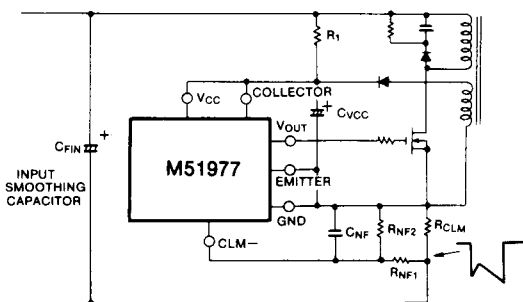 R1
VCC
COLLECTOR
CVCC
VOUT
CFIN
M51977
INPUT
SMOOTHING
CAPACITOR
EMITTER
GND
CNF
RNF2
RCLM
CLM−
RNF1